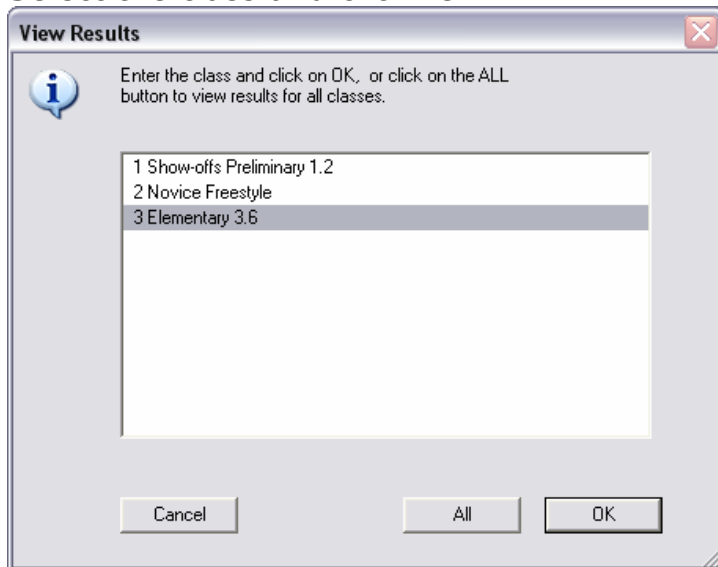 View Results
Enter the class and click on OK, or click on the ALL
button to view results for all classes.
1 Show-offs Preliminary 1.2
2 Novice Freestyle
3 Elementary 3.6
Cancel
All
OK